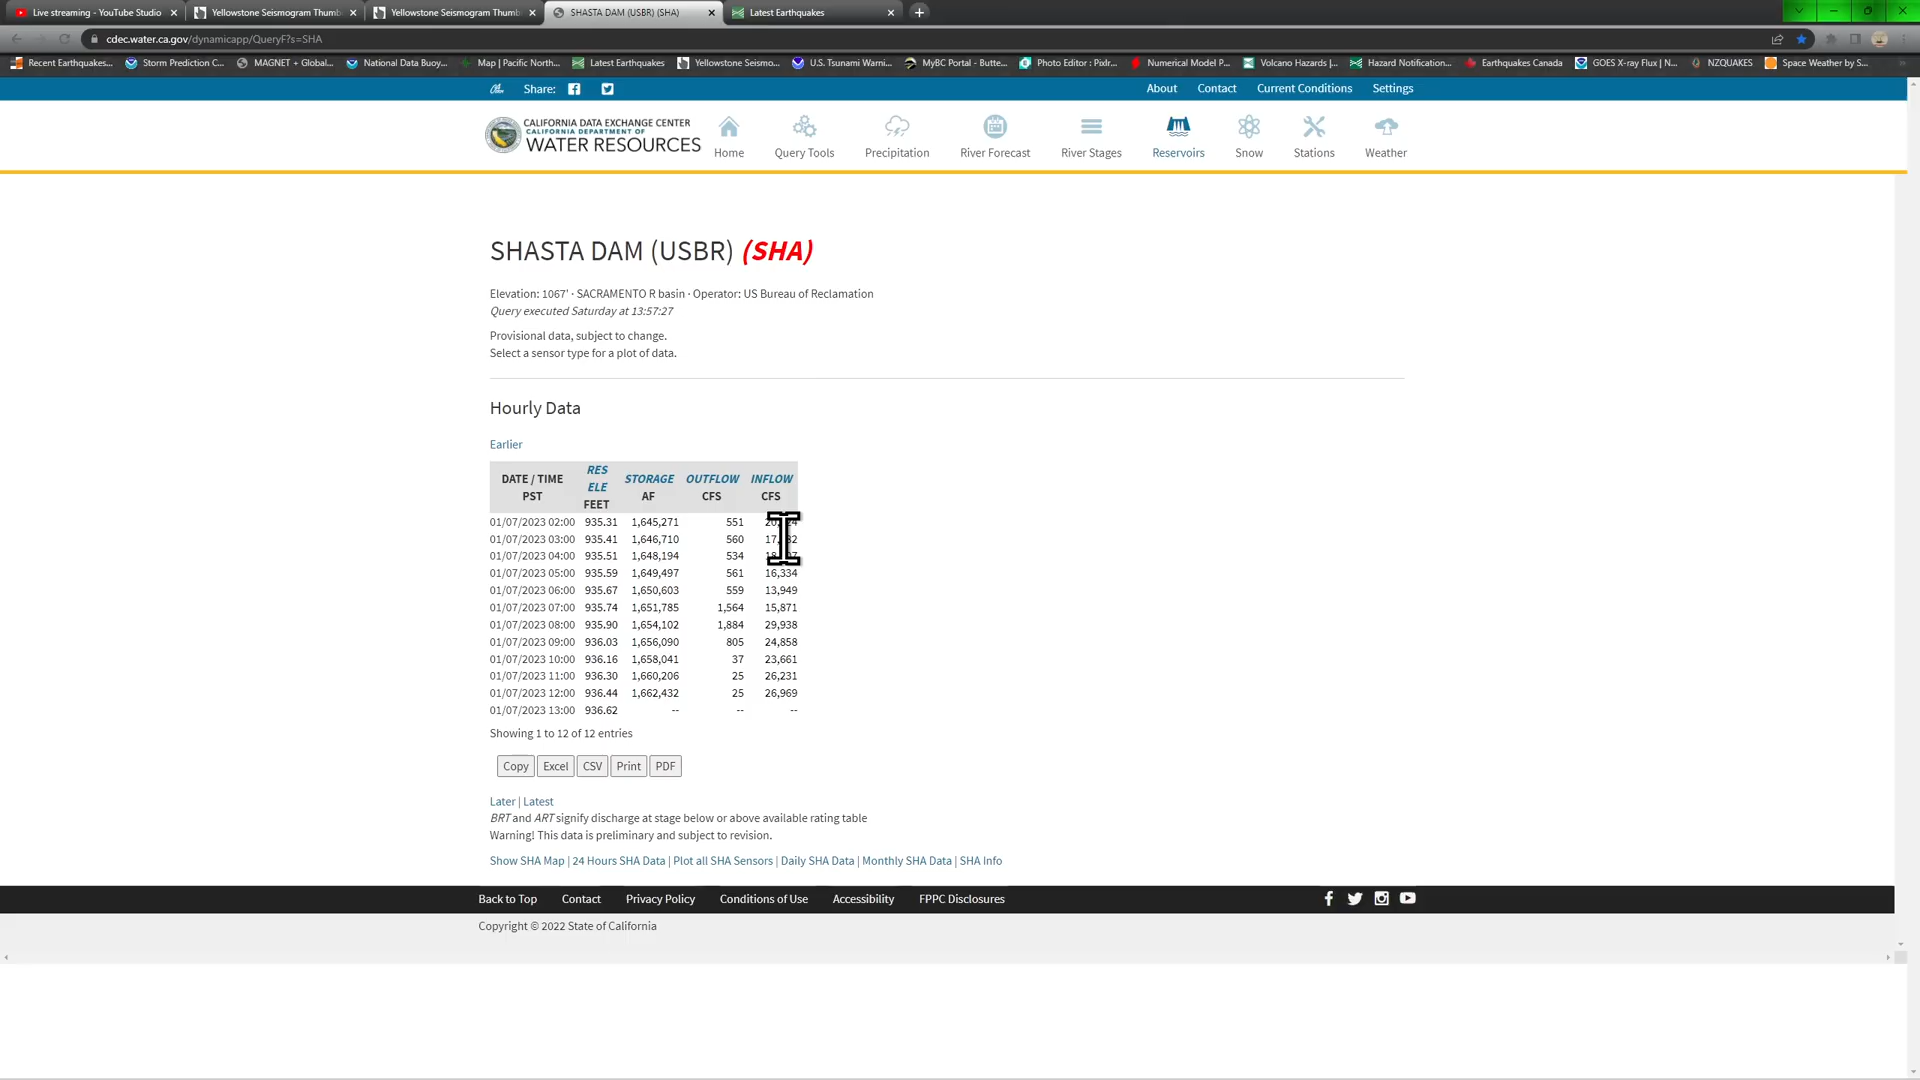 Live streaming - YouTube Studio
Yellowstone Seismogram Thumb
Yellowstone Seismogram Thumb
SHASTA DAM (USBR) (SHA)
Latest Earthquakes
cdec.water.ca.gov/dynamicapp/QueryF?s=SHA
Recent Earthquakes...
Storm Prediction C...
MAGNET + Global...
National Data Buoy...
Map | Pacific North...
Latest Earthquakes
Yellowstone Seismo...
U.S. Tsunami Warni...
MyBC Portal - Butte...
Photo Editor : Pixlr...
Numerical Model P...
Volcano Hazards |...
Hazard Notification...
Earthquakes Canada
GOES X-ray Flux | N...
NZQUAKES
Space Weather by S...
Share:
About Contact Current Conditions Settings
CALIFORNIA DATA EXCHANGE CENTER
CALIFORNIA DEPARTMENT OF
WATER RESOURCES
Home Query Tools Precipitation River Forecast River Stages Reservoirs Snow Stations Weather
SHASTA DAM (USBR) (SHA)
Elevation: 1067' · SACRAMENTO R basin · Operator: US Bureau of Reclamation
Query executed Saturday at 13:57:27
Provisional data, subject to change.
Select a sensor type for a plot of data.
Hourly Data
Earlier
DATE / TIME PST RES ELE FEET STORAGE AF OUTFLOW CFS INFLOW CFS
01/07/2023 02:00 935.31 1,645,271 551
01/07/2023 03:00 935.41 1,646,710 560
01/07/2023 04:00 935.51 1,648,194 534
01/07/2023 05:00 935.59 1,649,497 561 16,334
01/07/2023 06:00 935.67 1,650,603 559 13,949
01/07/2023 07:00 935.74 1,651,785 1,564 15,871
01/07/2023 08:00 935.90 1,654,102 1,884 29,938
01/07/2023 09:00 936.03 1,656,090 805 24,858
01/07/2023 10:00 936.16 1,658,041 37 23,661
01/07/2023 11:00 936.30 1,660,206 25 26,231
01/07/2023 12:00 936.44 1,662,432 25 26,969
01/07/2023 13:00 936.62 -- -- --
Showing 1 to 12 of 12 entries
Copy Excel CSV Print PDF
Later | Latest
BRT and ART signify discharge at stage below or above available rating table
Warning! This data is preliminary and subject to revision.
Show SHA Map | 24 Hours SHA Data | Plot all SHA Sensors | Daily SHA Data | Monthly SHA Data | SHA Info
Back to Top Contact Privacy Policy Conditions of Use Accessibility FPPC Disclosures
Copyright © 2022 State of California